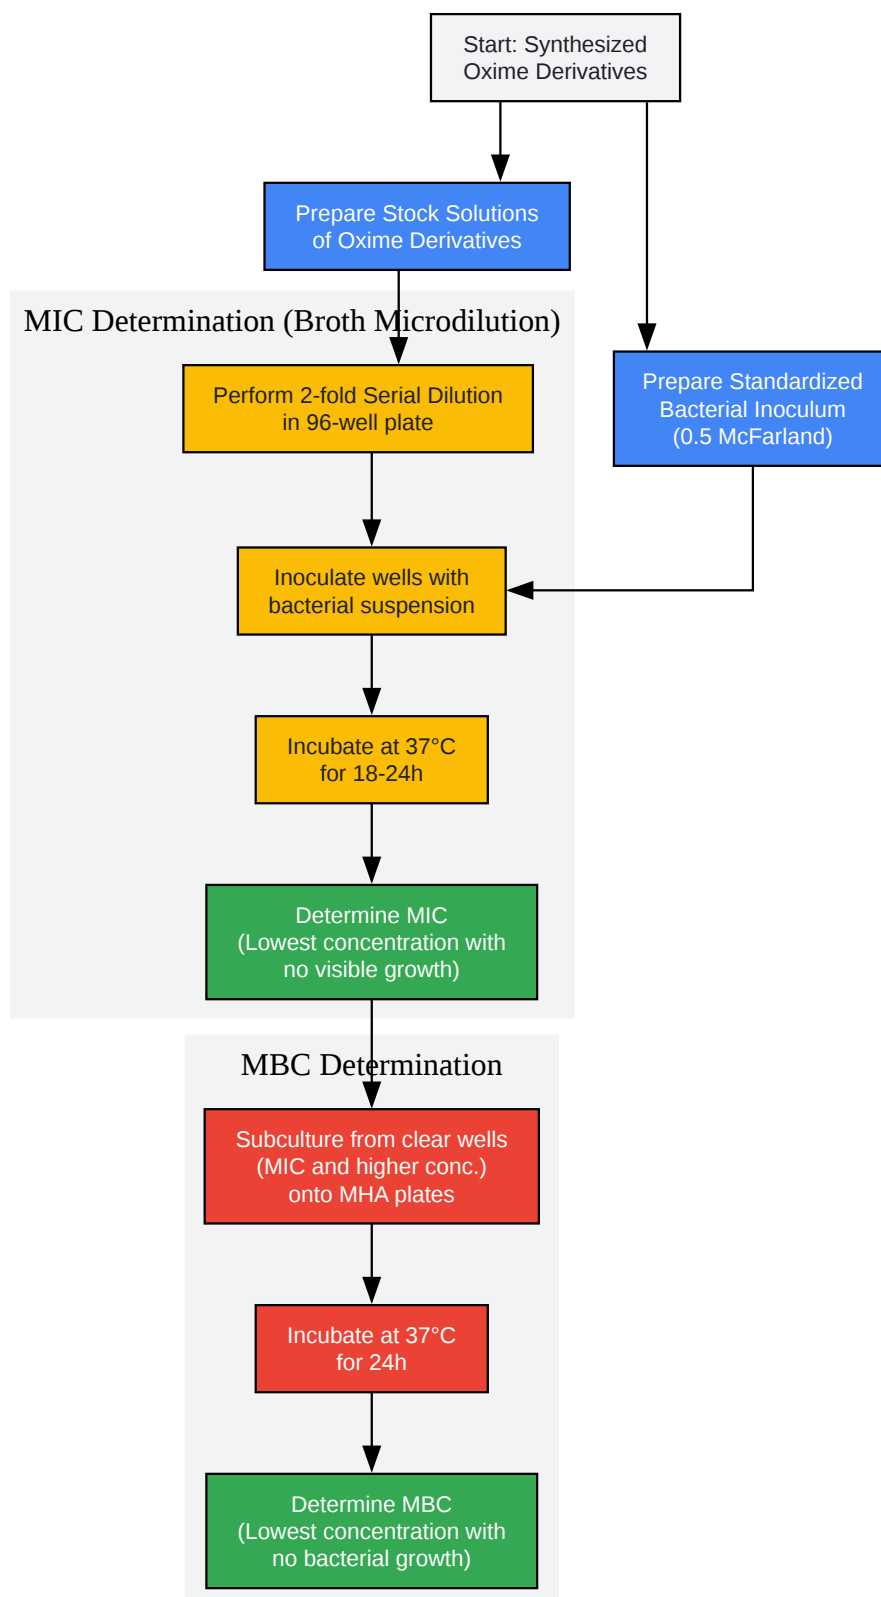 Start: Synthesized
Oxime Derivatives
Prepare Stock Solutions
of Oxime Derivatives
MIC Determination (Broth Microdilution)
Perform 2-fold Serial Dilution
in 96-well plate
Prepare Standardized
Bacterial Inoculum
(0.5 McFarland)
Inoculate wells with
bacterial suspension
Incubate at 37°C
for 18-24h
Determine MIC
(Lowest concentration with
no visible growth)
MBC Determination
Subculture from clear wells
(MIC and higher conc.)
onto MHA plates
Incubate at 37°C
for 24h
Determine MBC
(Lowest concentration with
no bacterial growth)